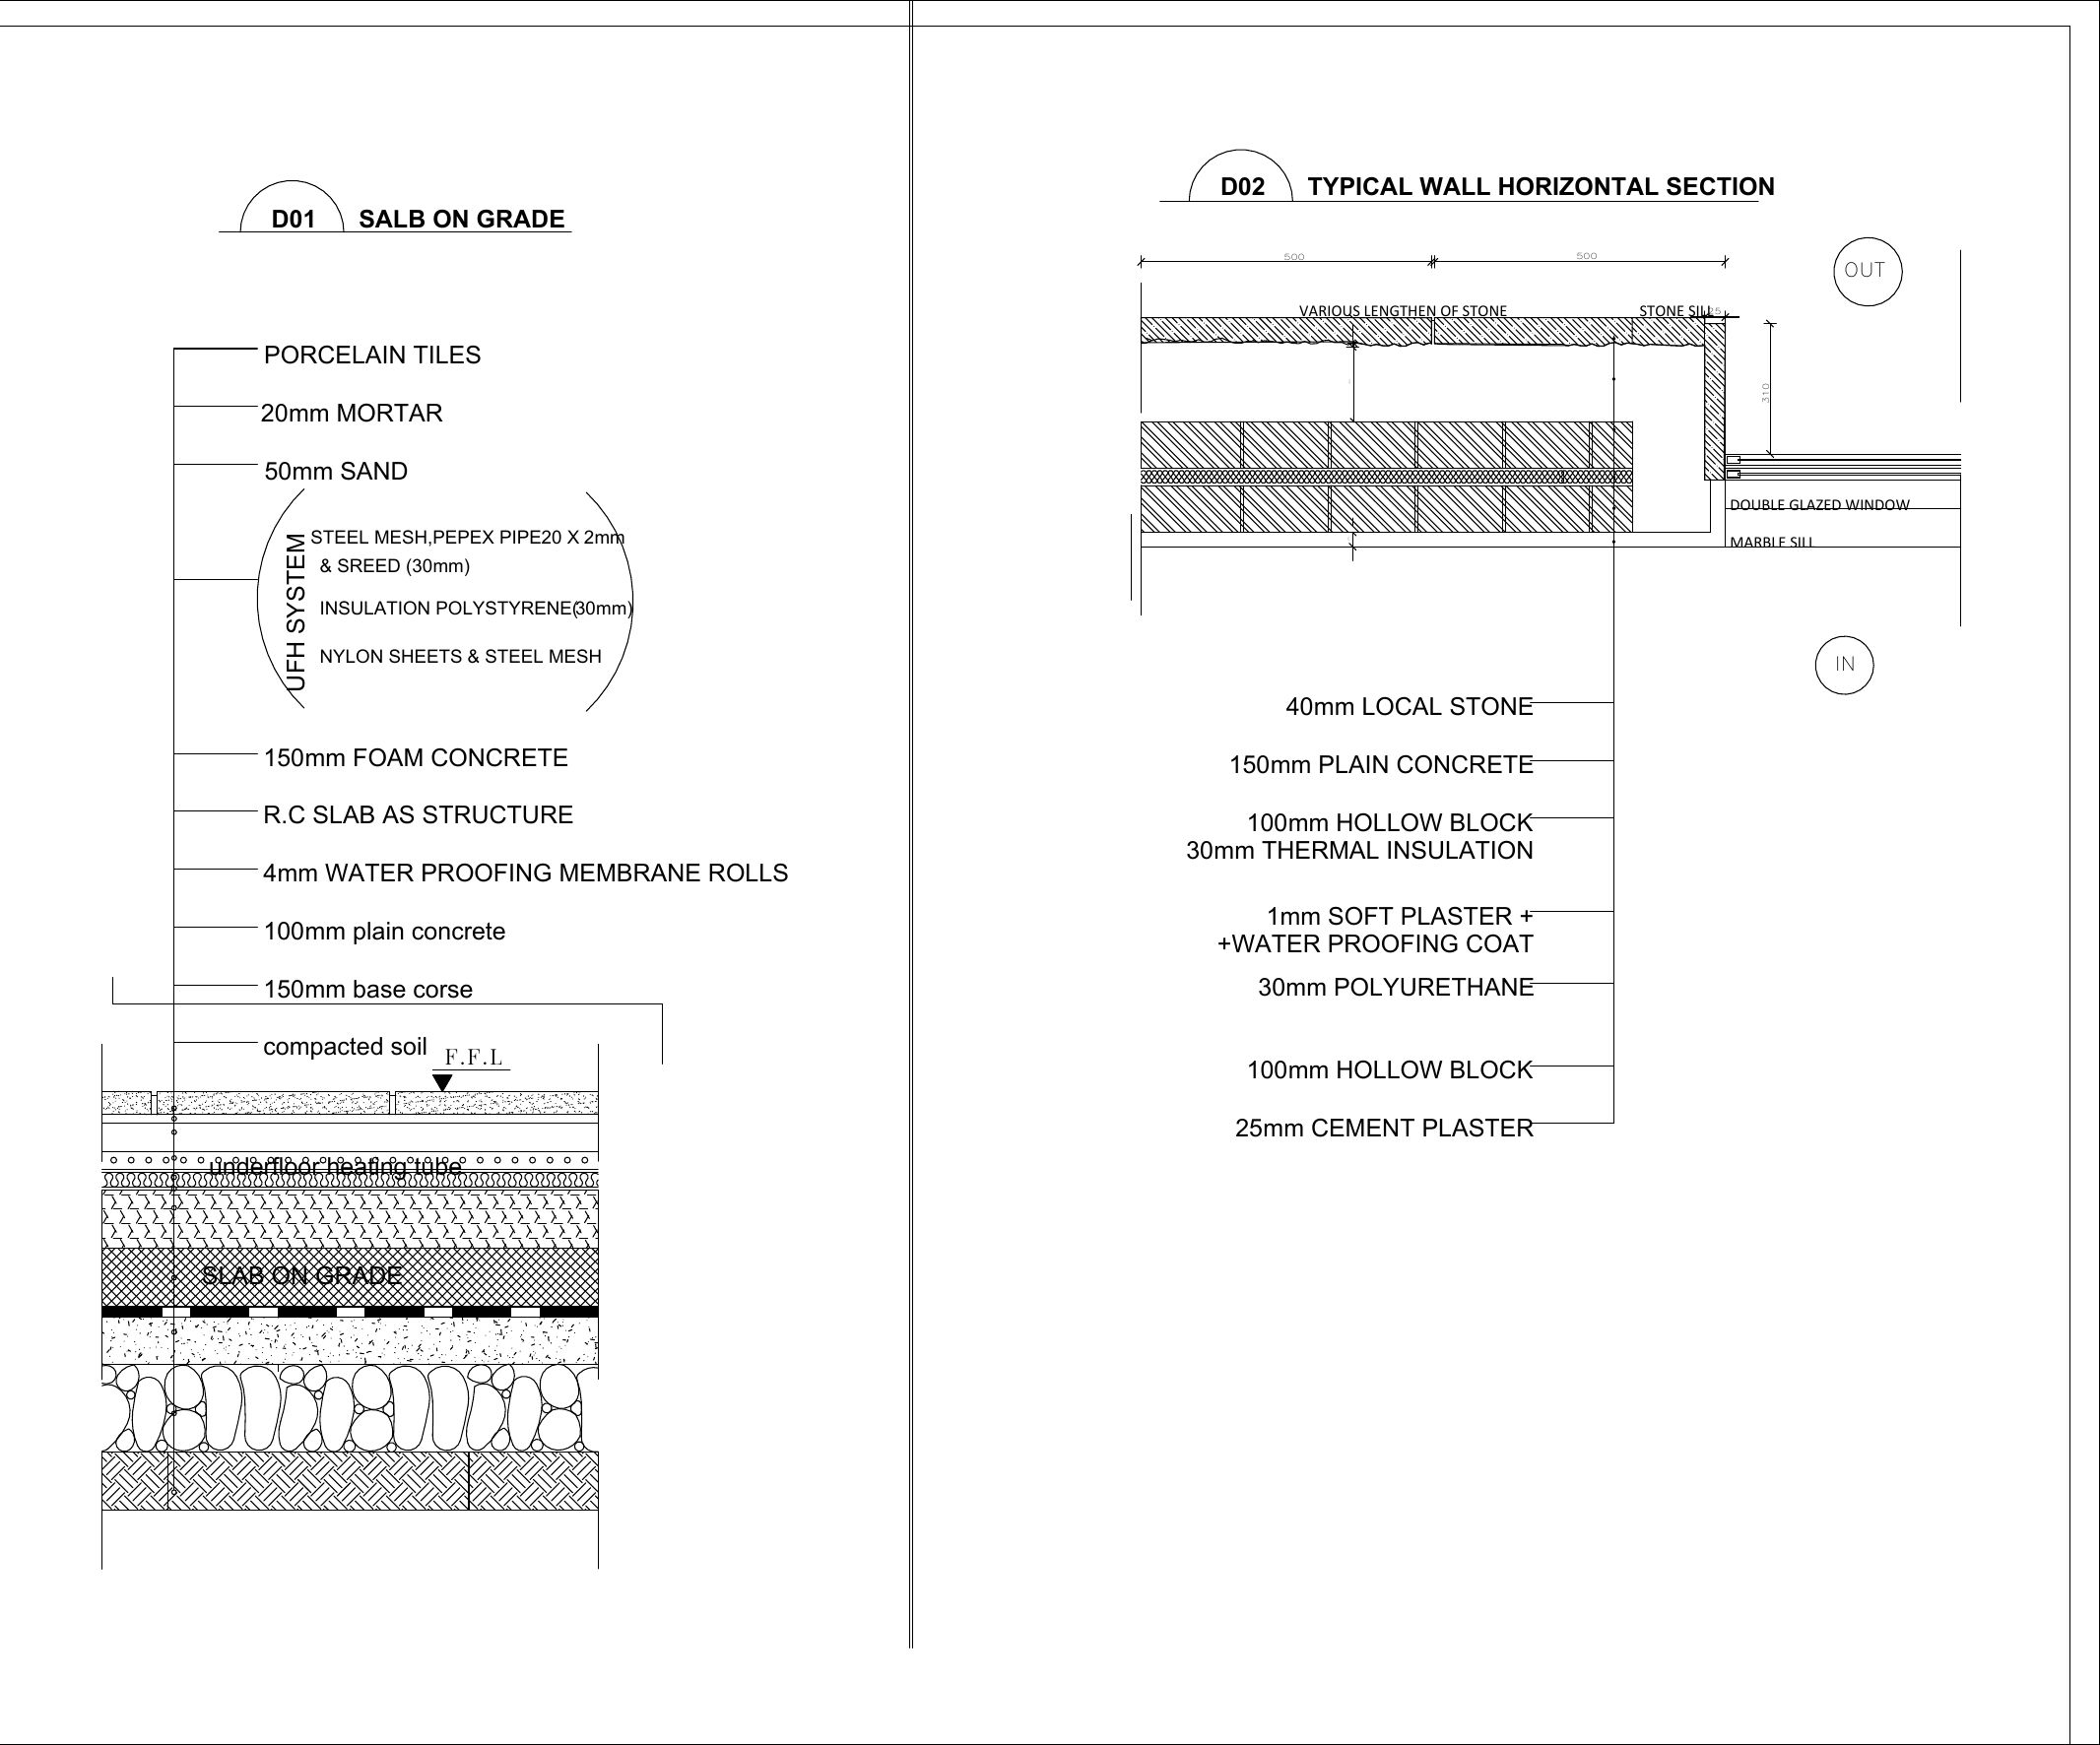 D01 SALB ON GRADE
PORCELAIN TILES
20mm MORTAR
50mm SAND
UFH SYSTEM
STEEL MESH,PEPEX PIPE20 X 2mm
& SREED (30mm)
INSULATION POLYSTYRENE(30mm)
NYLON SHEETS & STEEL MESH
150mm FOAM CONCRETE
R.C SLAB AS STRUCTURE
4mm WATER PROOFING MEMBRANE ROLLS
100mm plain concrete
150mm base corse
compacted soil
F.F.L
underfloor heating tube
SLAB ON GRADE
D02 TYPICAL WALL HORIZONTAL SECTION
500 500
OUT
VARIOUS LENGTHEN OF STONE
STONE SILL
25
310
DOUBLE GLAZED WINDOW
MARBLE SILL
IN
40mm LOCAL STONE
150mm PLAIN CONCRETE
100mm HOLLOW BLOCK
30mm THERMAL INSULATION
1mm SOFT PLASTER +
+WATER PROOFING COAT
30mm POLYURETHANE
100mm HOLLOW BLOCK
25mm CEMENT PLASTER